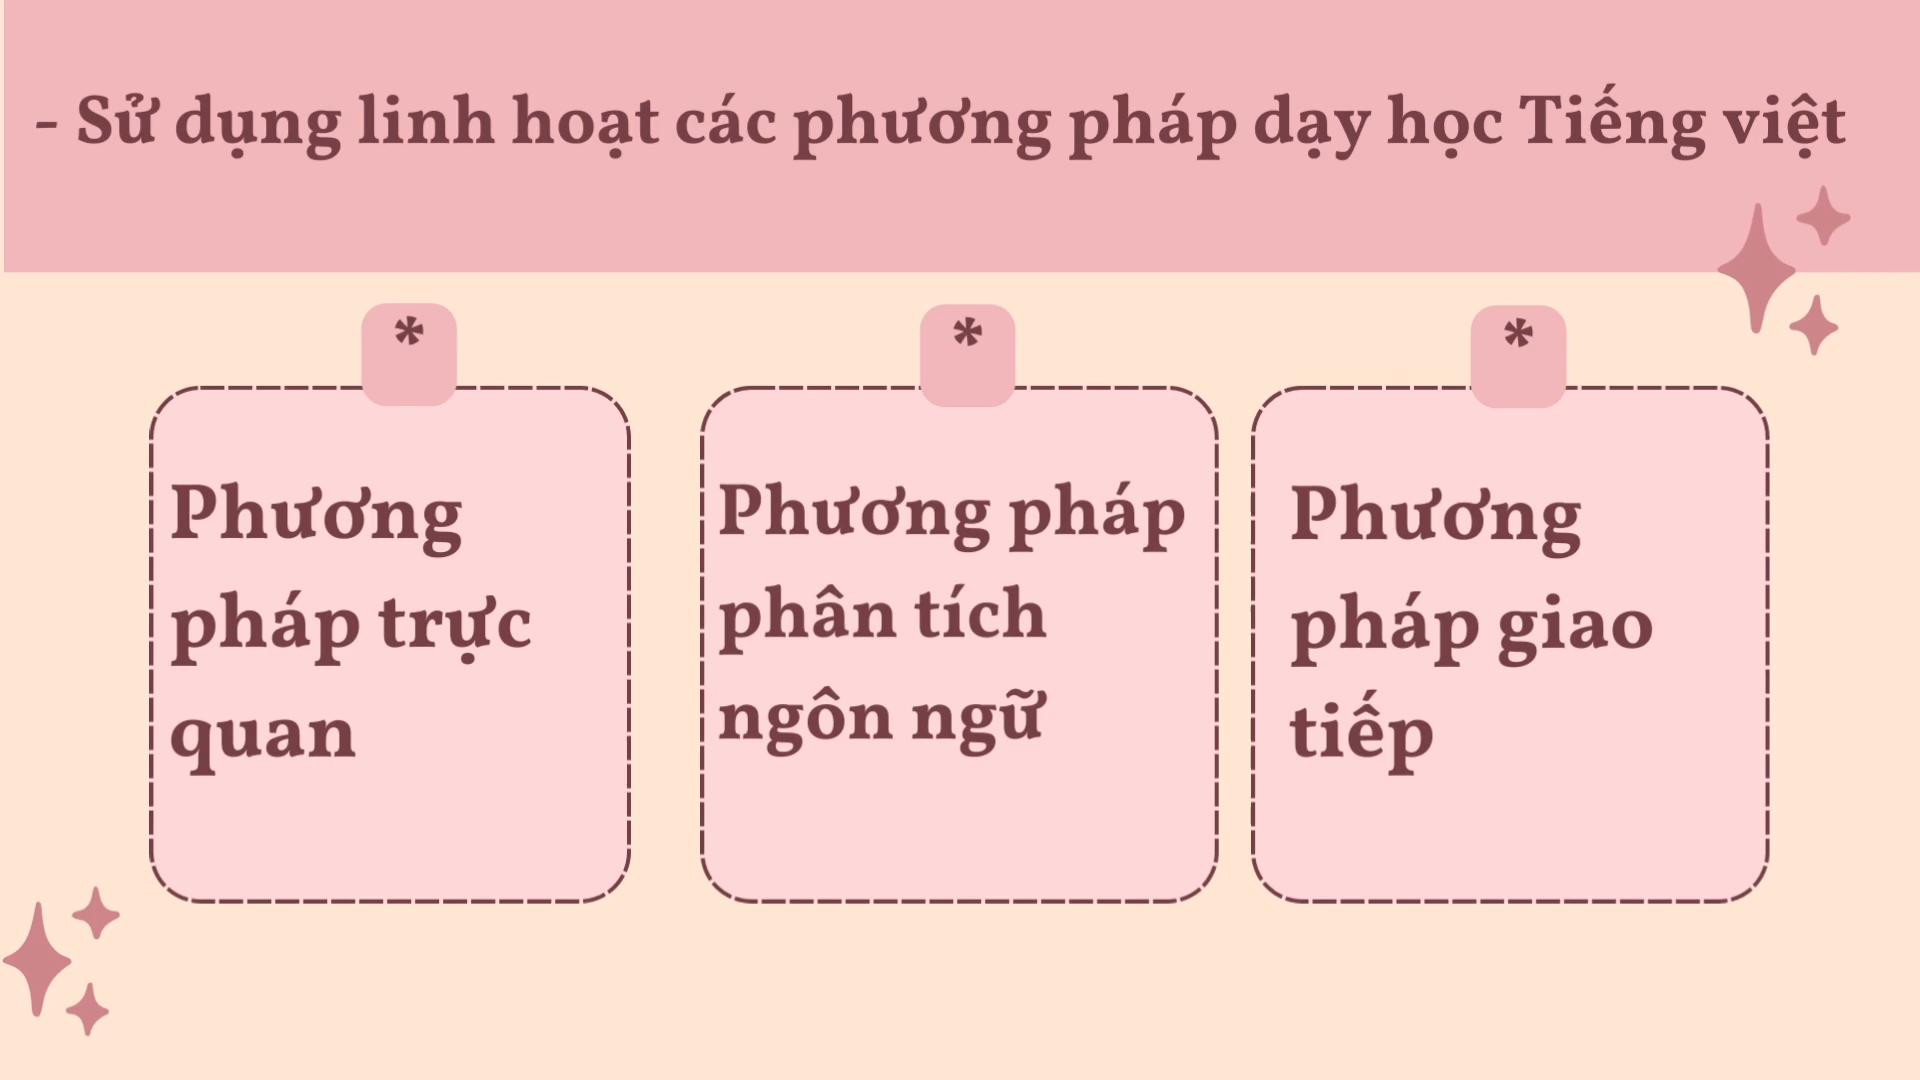 - Sử dụng linh hoạt các phương pháp dạy học Tiếng việt
*
Phương
pháp trực
quan
*
Phương pháp
phân tích
ngôn ngữ
*
Phương
pháp giao
tiếp